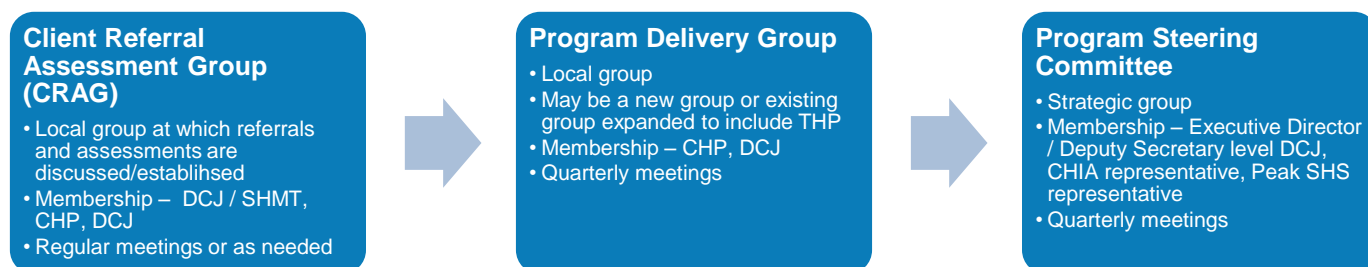 Client Referral
Assessment Group
(CRAG)
• Local group at which referrals
and assessments are
discussed/establihsed
• Membership – DCJ / SHMT,
CHP, DCJ
• Regular meetings or as needed
Program Delivery Group
• Local group
• May be a new group or existing
group expanded to include THP
• Membership – CHP, DCJ
• Quarterly meetings
Program Steering
Committee
• Strategic group
• Membership – Executive Director
/ Deputy Secretary level DCJ,
CHIA representative, Peak SHS
representative
• Quarterly meetings